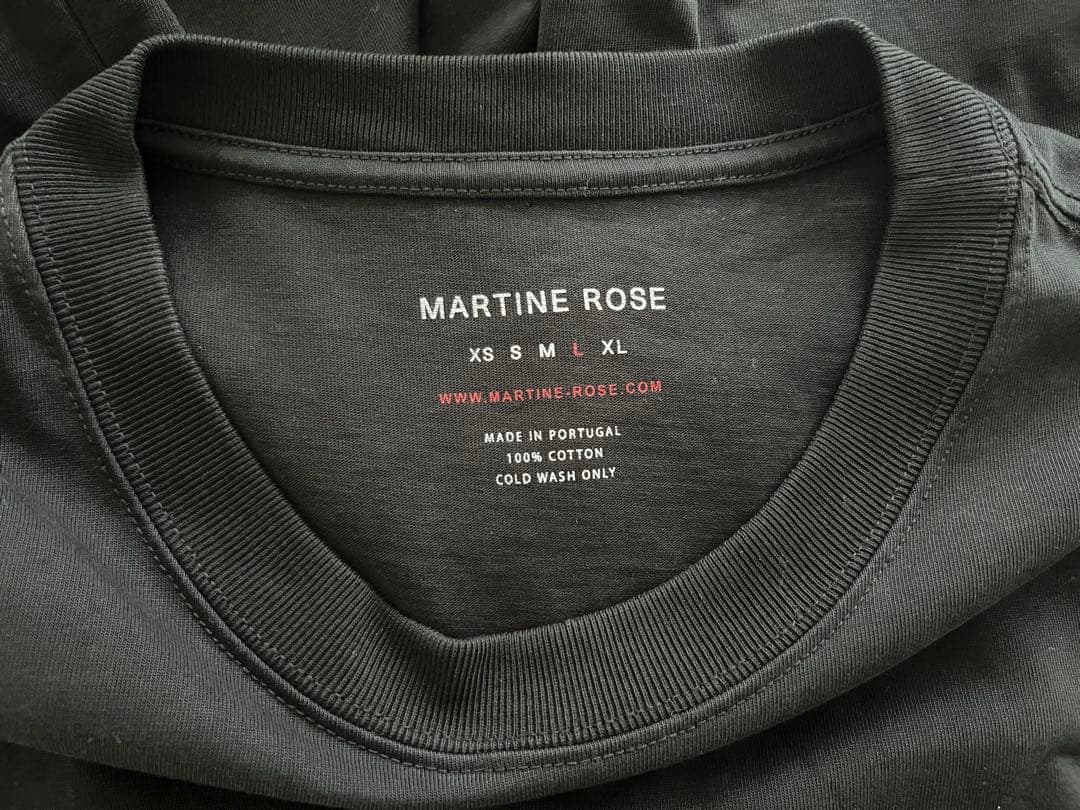 MARTINE ROSE
XS S M L XL
WWW.MARTINE-ROSE.COM
MADE IN PORTUGAL
100% COTTON
COLD WASH ONLY